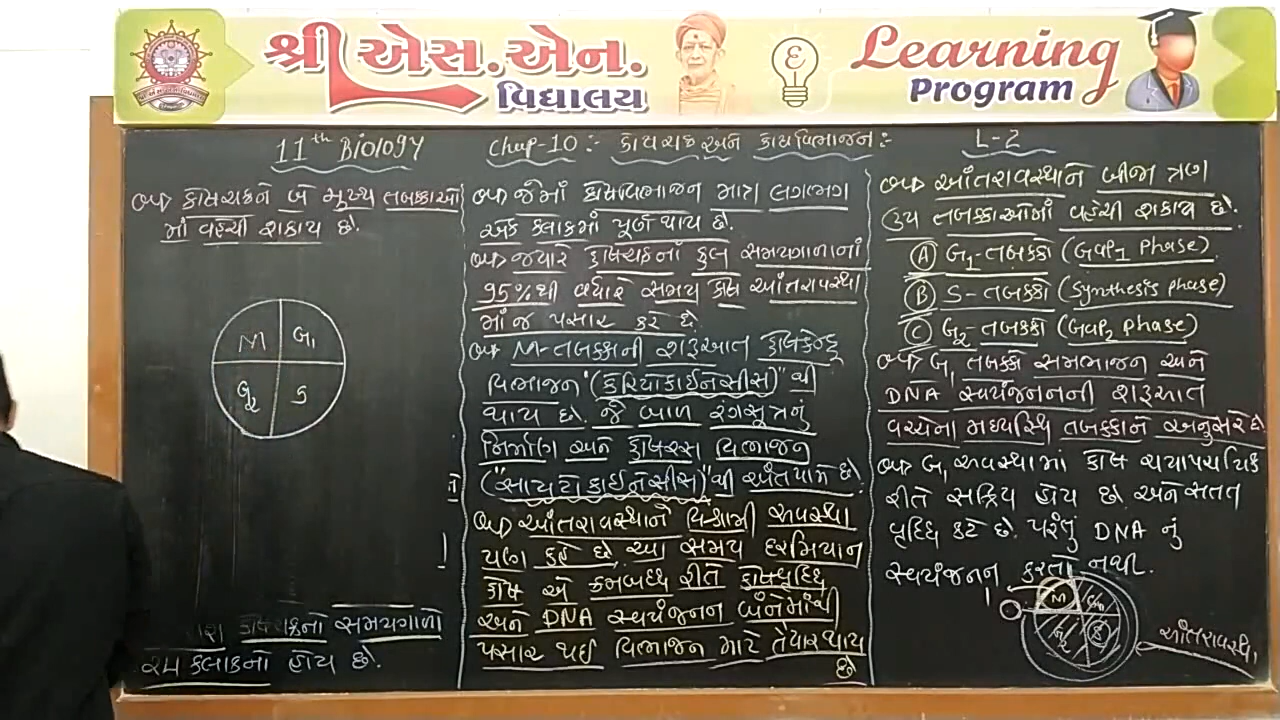 શ્રી એસ. એન.
વિદ્યાલય
Learning
Program
11th Biology
Chap-10 :- કોષચક્ર અને કોષવિભાજન :-
L-2
કોષચક્રને બે મુખ્ય તબક્કાઓ
માં વહેંચી શકાય છે.
M
G1
G2
S
કોષચક્રનો સમયગાળો
૨૫ કલાકનો હોય છે.
જેમાં કોષવિભાજન માત્ર લગભગ
એક કલાકમાં પૂર્ણ થાય છે.
જ્યારે કોષચક્રનાં કુલ સમયગાળાનાં
95% થી વધારે સમય કોષ આંતરાવસ્થા
માં જ પસાર કરે છે.
M-તબક્કાની શરૂઆત કોષકેન્દ્ર
વિભાજન "(કેરિયોકાઈનેસીસ)" થી
થાય છે. જે બાળ રંગસૂત્રનું
નિર્માણ અને કોષરસ વિભાજન
("સાયટોકાઈનેસીસ)" થી અંત પામે છે.
આંતરાવસ્થાને વિશ્રામી અવસ્થા
પણ કહે છે, આ સમય દરમિયાન
કોષ એ ક્રમબધ્ધ રીતે કોષવૃદ્ધિ
અને DNA સ્વયંજનન બંનેમાંથી
પસાર થઈ વિભાજન માટે તૈયાર થાય
છે
આંતરાવસ્થાને બીજા ત્રણ
ઉપ તબક્કાઓમાં વહેંચી શકાય છે.
(A) G1-તબક્કો (Gap1 Phase)
(B) S-તબક્કો (Synthesis phase)
(C) G2-તબક્કો (Gap2 phase)
G1 તબક્કો સમભાજન અને
DNA સ્વયંજનનની શરૂઆત
વચ્ચેના મધ્યસ્થિ તબક્કાને અનુસરે છે
G1 અવસ્થામાં કોષ ચયાપચયિક
રીતે સક્રિય હોય છે. અને સતત
વૃદ્ધિ કરે છે. પરંતુ DNA નું
સ્વયંજનન કરતો નથી.
M
G1
G2
S
આંતરાવસ્થા